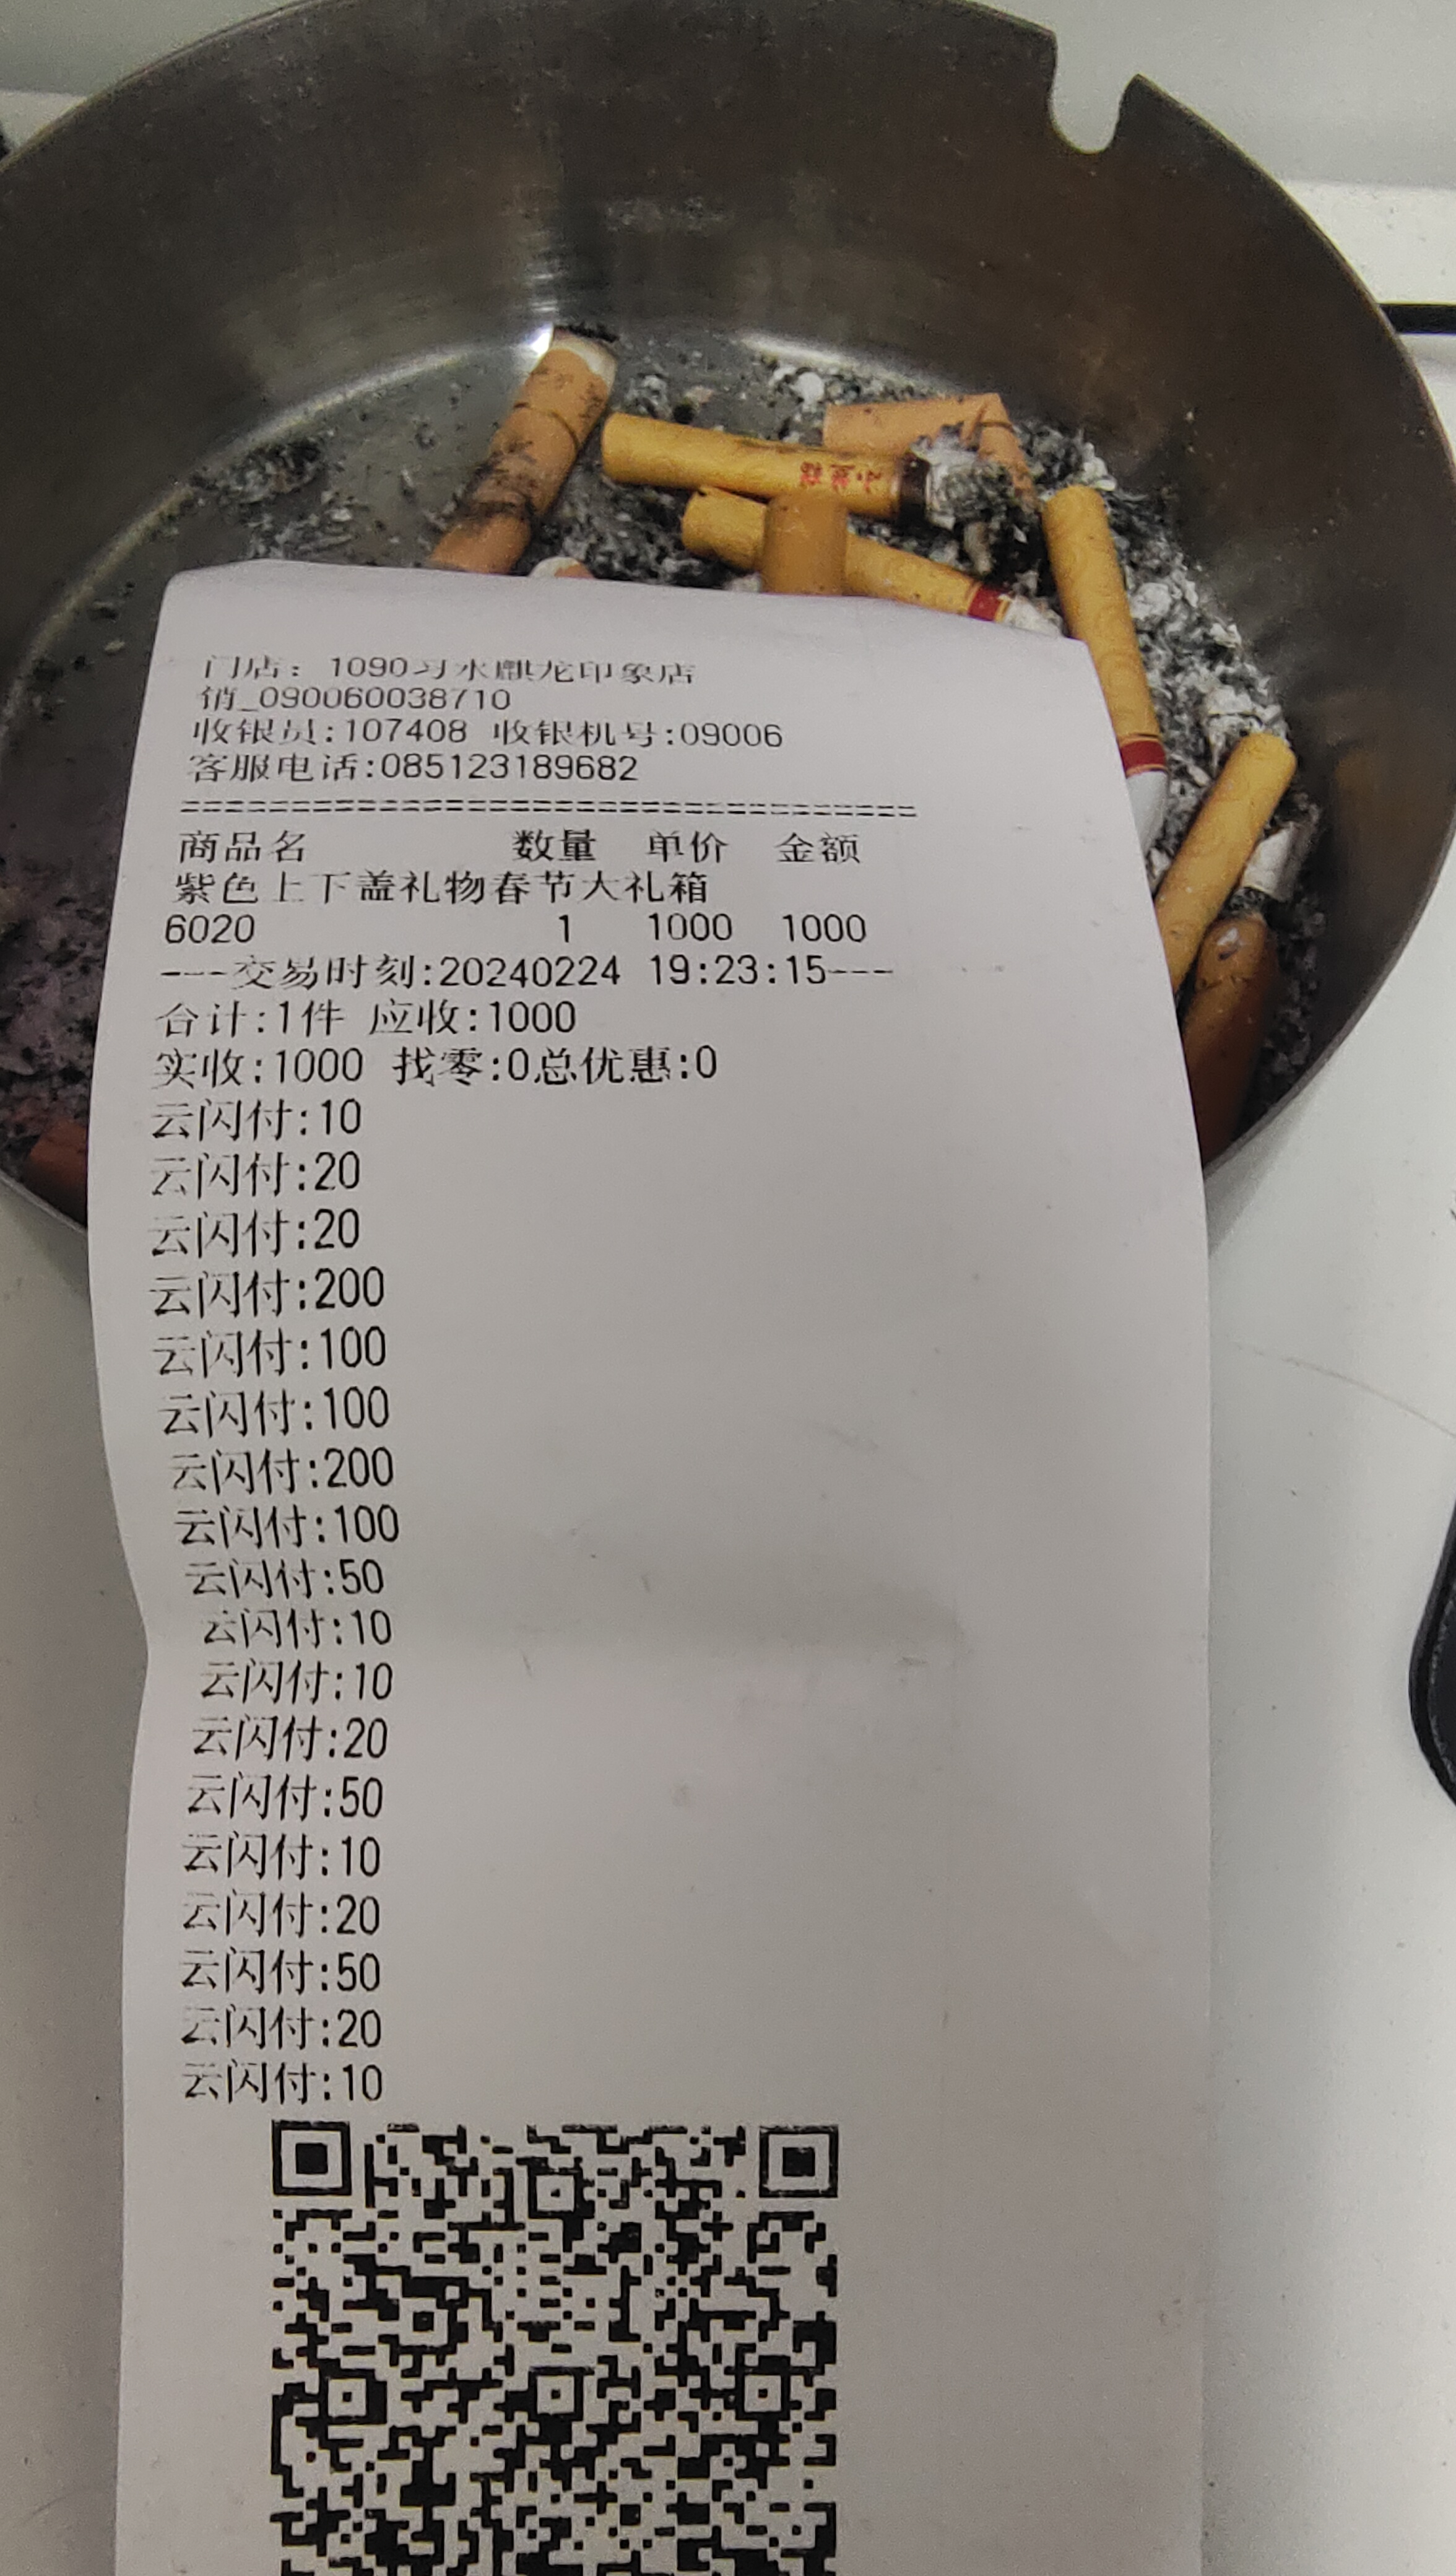 门店: 1090习水麒龙印象店
销_090060038710
收银员:107408 收银机号:09006
客服电话:085123189682
================================
商品名 数量 单价 金额
紫色上下盖礼物春节大礼箱
6020 1 1000 1000
---交易时刻:20240224 19:23:15---
合计:1件 应收:1000
实收:1000 找零:0总优惠:0
云闪付:10
云闪付:20
云闪付:20
云闪付:200
云闪付:100
云闪付:100
云闪付:200
云闪付:100
云闪付:50
云闪付:10
云闪付:10
云闪付:20
云闪付:50
云闪付:10
云闪付:20
云闪付:50
云闪付:20
云闪付:10